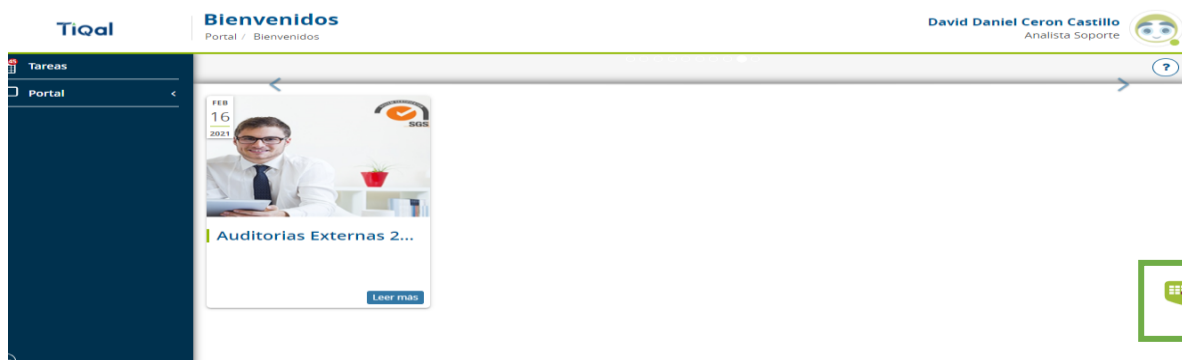 TiQal
Bienvenidos
Portal / Bienvenidos
David Daniel Ceron Castillo
Analista Soporte
45
Tareas
?
Portal
FEB
16
2021
SGS
Auditorias Externas 2...
Leer más